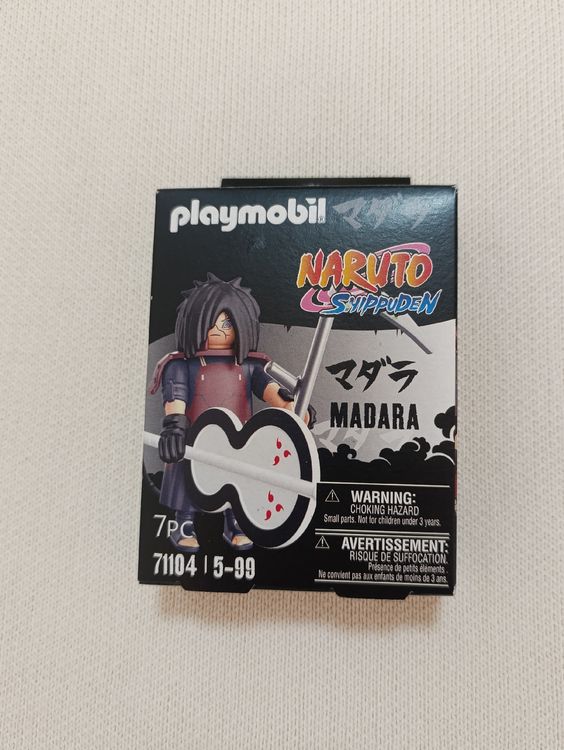 playmobil マダラ
NARUTO
SHIPPUDEN
マダラ
MADARA
WARNING:
CHOKING HAZARD
Small parts. Not for children under 3 years.
AVERTISSEMENT:
RISQUE DE SUFFOCATION.
Présence de petits éléments.
Ne convient pas aux enfants de moins de 3 ans.
7PC
71104 | 5-99